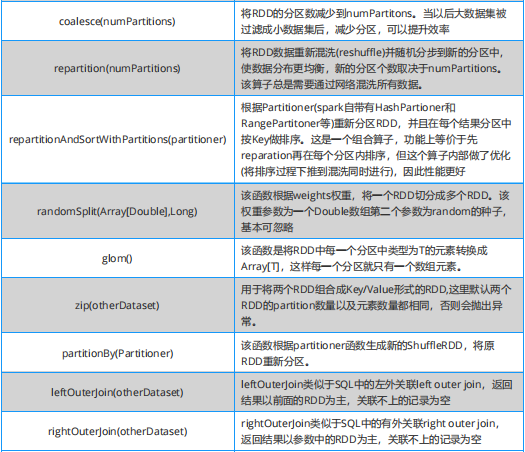 coalesce(numPartitions)
将RDD的分区数减少到numPartitons。当以后大数据集被
过滤成小数据集后，减少分区，可以提升效率
repartition(numPartitions)
将RDD数据重新混洗(reshuffle)并随机分步到新的分区中，
使数据分布更均衡，新的分区个数取决于numPartitions。
该算子总是需要通过网络混洗所有数据。
repartitionAndSortWithPartitions(partitioner)
根据Partitioner(spark自带有HashPartioner和
RangePartitoner等)重新分区RDD，并且在每个结果分区中
按Key做排序。这是一个组合算子，功能上等价于先
reparation再在每个分区内排序，但这个算子内部做了优化
(将排序过程下推到混洗同时进行)，因此性能更好
randomSplit(Array[Double],Long)
该函数根据weights权重，将一个RDD切分成多个RDD。该
权重参数为一个Double数组第二个参数为random的种子，
基本可忽略
glom()
该函数是将RDD中每一个分区中类型为T的元素转换成
Array[T]，这样每一个分区就只有一个数组元素。
zip(otherDataset)
用于将两个RDD组合成Key/Value形式的RDD,这里默认两个
RDD的partition数量以及元素数量都相同，否则会抛出异
常。
partitionBy(Partitioner)
该函数根据partitioner函数生成新的ShuffleRDD，将原
RDD重新分区。
leftOuterJoin(otherDataset)
leftOuterJoin类似于SQL中的左外关联left outer join，返回
结果以前面的RDD为主，关联不上的记录为空
rightOuterJoin(otherDataset)
rightOuterJoin类似于SQL中的有外关联right outer join，
返回结果以参数中的RDD为主，关联不上的记录为空